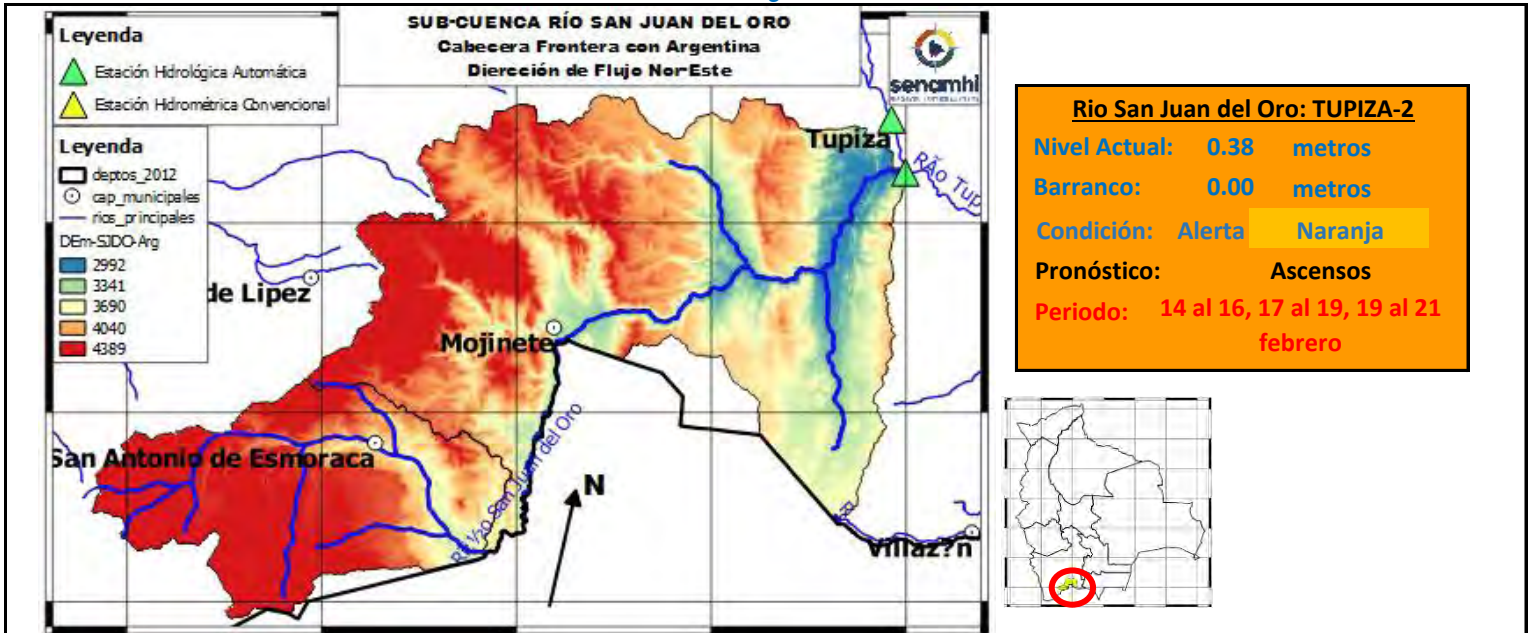 SUB-CUENCA RÍO SAN JUAN DEL ORO
Cabecera Frontera con Argentina
Diercción de Flujo Nor-Este
Leyenda
Estación Hidrológica Automática
Estación Hidrométrica Convencional
Leyenda
deptos_2012
cap_municipales
rios_principales
DEm-SJDO-Arg
2992
3341
3690
4040
4389
senamhi
Tupiza
RÃ­o Tup
de Lipez
Mojinete
San Antonio de Esmoraca
San Juan del Oro
N
Villaz?n
Rio San Juan del Oro: TUPIZA-2
Nivel Actual: 0.38 metros
Barranco: 0.00 metros
Condición: Alerta Naranja
Pronóstico: Ascensos
Periodo: 14 al 16, 17 al 19, 19 al 21
febrero